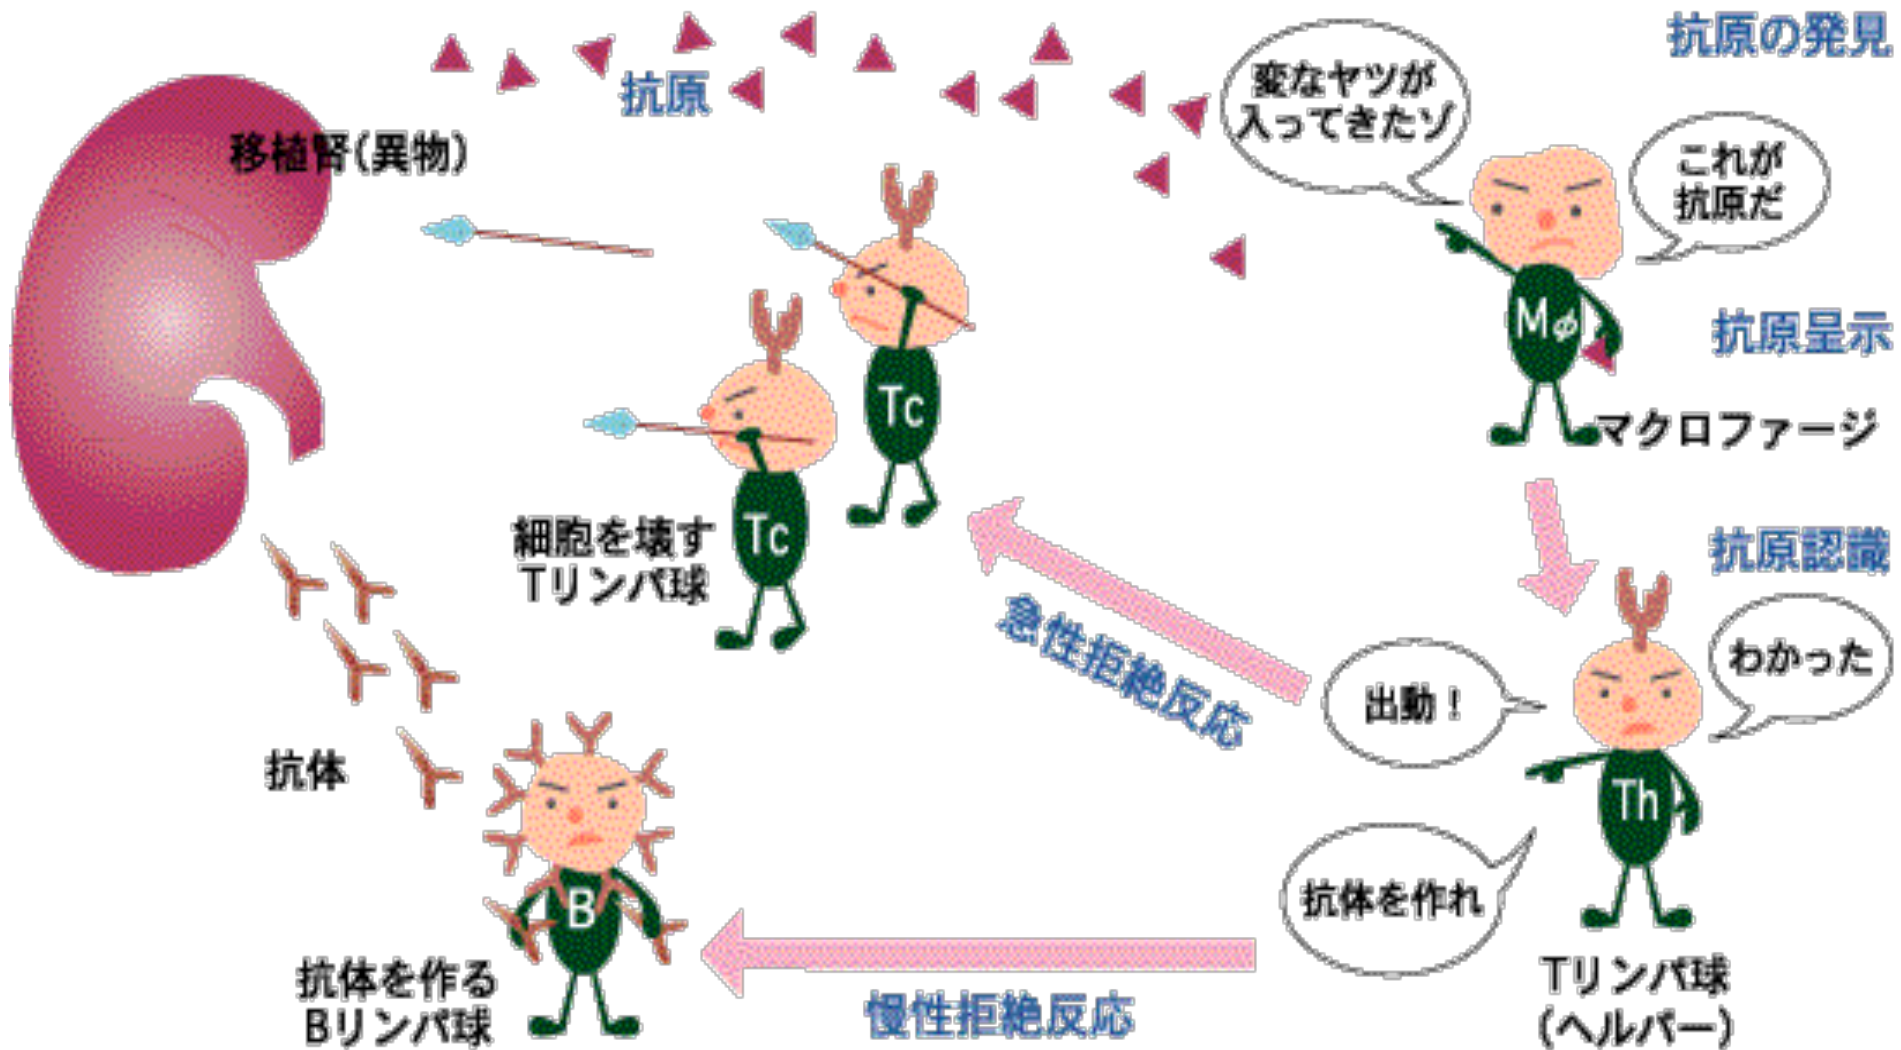 抗原の発見
変なヤツが
入ってきたゾ
抗原
移植腎(異物)
これが
抗原だ
Mφ
抗原呈示
マクロファージ
Tc
Tc
細胞を壊す
Tリンパ球
抗原認識
急性拒絶反応
わかった
出動！
Th
抗体を作れ
Tリンパ球
(ヘルパー)
抗体
B
抗体を作る
Bリンパ球
慢性拒絶反応